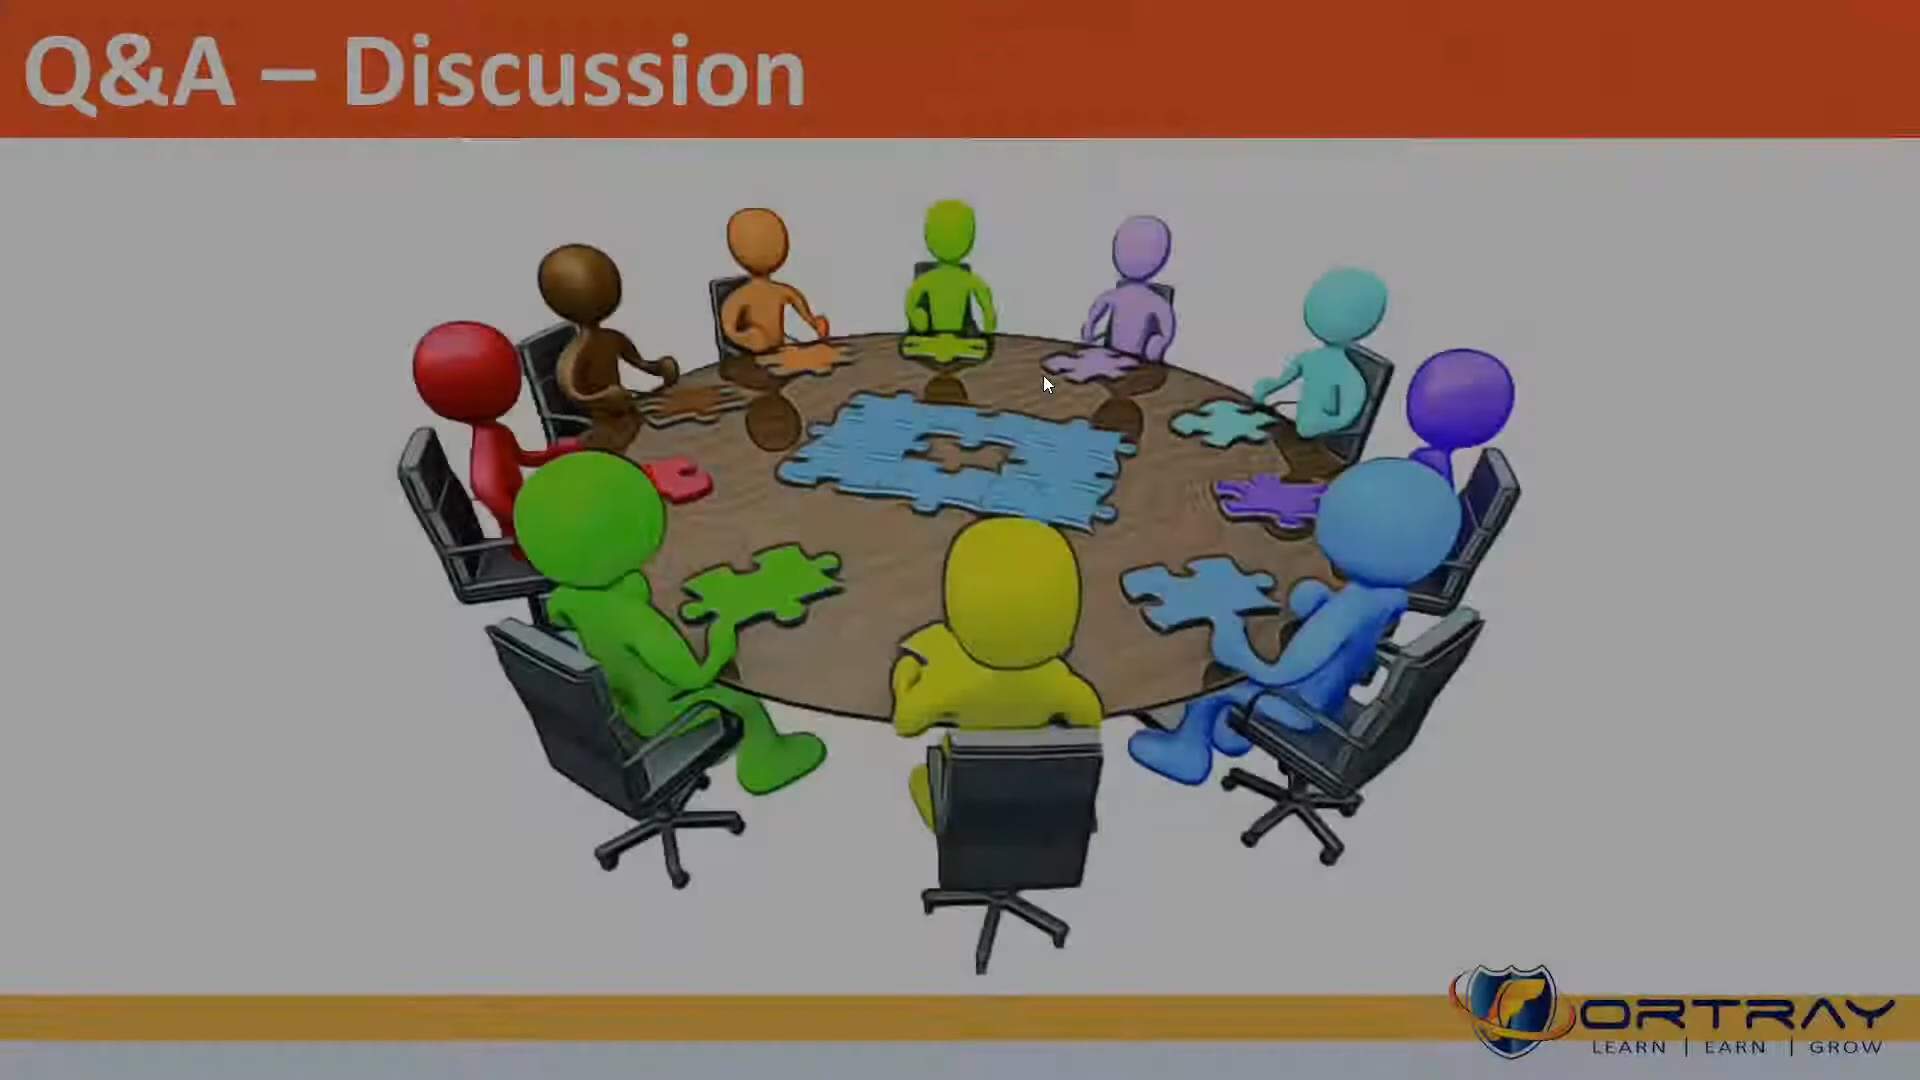 Q&A – Discussion
ORTRAY
LEARN | EARN | GROW